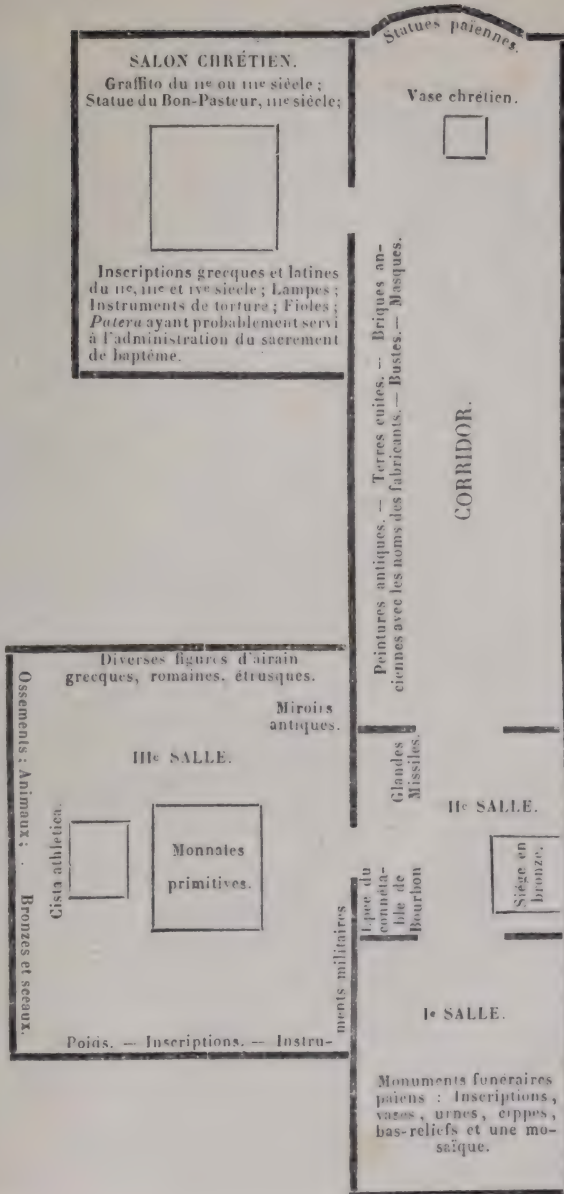 Statues païennes.
SALON CHRÉTIEN.
Graffito du IIe ou IIIe siècle ;
Statue du Bon-Pasteur, IIIe siècle;
Vase chrétien.
Inscriptions grecques et latines
du IIe, IIIe et IVe siècle ; Lampes ;
Instruments de torture ; Fioles ;
Patera ayant probablement servi
à l'administration du sacrement
de baptême.
Peintures antiques. — Terres cuites. — Briques an-
ciennes avec les noms des fabricants. — Bustes. — Masques.
CORRIDOR.
Diverses figures d'airain
grecques, romaines, étrusques.
Miroirs
antiques.
IIIe SALLE.
Ossements ; Animaux ; Bronzes et sceaux.
Cista athletica.
Monnaies
primitives.
Poids. — Inscriptions. — Instru-
ments militaires
Glandes
Missiles.
IIe SALLE.
Epée du
connéta-
ble de
Bourbon
Siége en
bronze.
Ie SALLE.
Monuments funéraires
païens : Inscriptions,
vases, urnes, cippes,
bas-reliefs et une mo-
saïque.